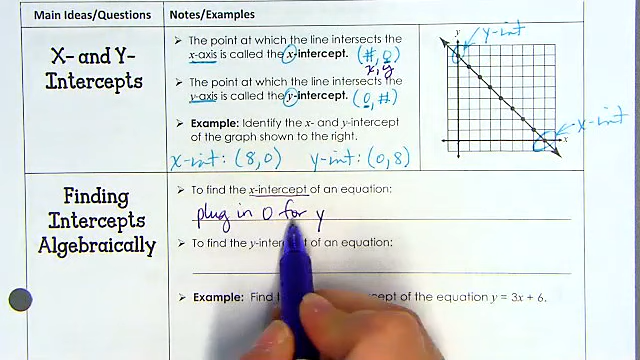 Main Ideas/Questions Notes/Examples
X- and Y-
Intercepts
➢ The point at which the line intersects the
x-axis is called the x-intercept. (#, 0)
x, y
➢ The point at which the line intersects the
y-axis is called the y-intercept. (0, #)
➢ Example: Identify the x- and y-intercept
of the graph shown to the right.
x-int: (8,0) y-int: (0,8)
y
y-int
x-int
x
Finding
Intercepts
Algebraically
➢ To find the x-intercept of an equation:
plug in 0 for y
➢ To find the y-inter of an equation:
➢ Example: Find cept of the equation y = 3x + 6.